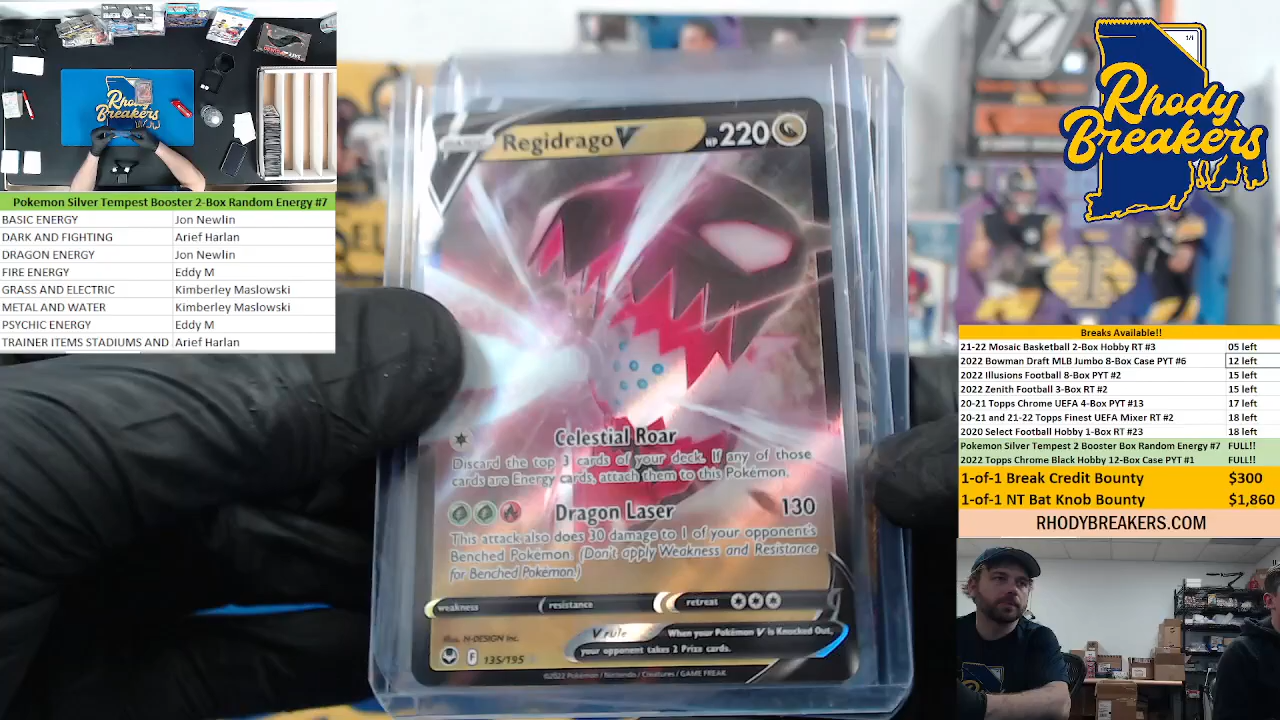 Rhody
Breakers
Pokemon Silver Tempest Booster 2-Box Random Energy #7
BASIC ENERGY Jon Newlin
DARK AND FIGHTING Arief Harlan
DRAGON ENERGY Jon Newlin
FIRE ENERGY Eddy M
GRASS AND ELECTRIC Kimberley Maslowski
METAL AND WATER Kimberley Maslowski
PSYCHIC ENERGY Eddy M
TRAINER ITEMS STADIUMS AND Arief Harlan
BASIC
Regidrago V HP 220
Celestial Roar
Discard the top 3 cards of your deck. If any of those
cards are Energy cards, attach them to this Pokémon.
Dragon Laser 130
This attack also does 30 damage to 1 of your opponent's
Benched Pokémon. (Don't apply Weakness and Resistance
for Benched Pokémon.)
weakness resistance retreat
Illus. N-DESIGN Inc.
V rule When your Pokémon V is Knocked Out,
your opponent takes 2 Prize cards.
F 135/195
©2022 Pokémon / Nintendo / Creatures / GAME FREAK
1/1
Rhody
Breakers
Breaks Available!!
21-22 Mosaic Basketball 2-Box Hobby RT #3 05 left
2022 Bowman Draft MLB Jumbo 8-Box Case PYT #6 12 left
2022 Illusions Football 8-Box PYT #2 15 left
2022 Zenith Football 3-Box RT #2 15 left
20-21 Topps Chrome UEFA 4-Box PYT #13 17 left
20-21 and 21-22 Topps Finest UEFA Mixer RT #2 18 left
2020 Select Football Hobby 1-Box RT #23 18 left
Pokemon Silver Tempest 2 Booster Box Random Energy #7 FULL!!
2022 Topps Chrome Black Hobby 12-Box Case PYT #1 FULL!!
1-of-1 Break Credit Bounty $300
1-of-1 NT Bat Knob Bounty $1,860
RHODYBREAKERS.COM